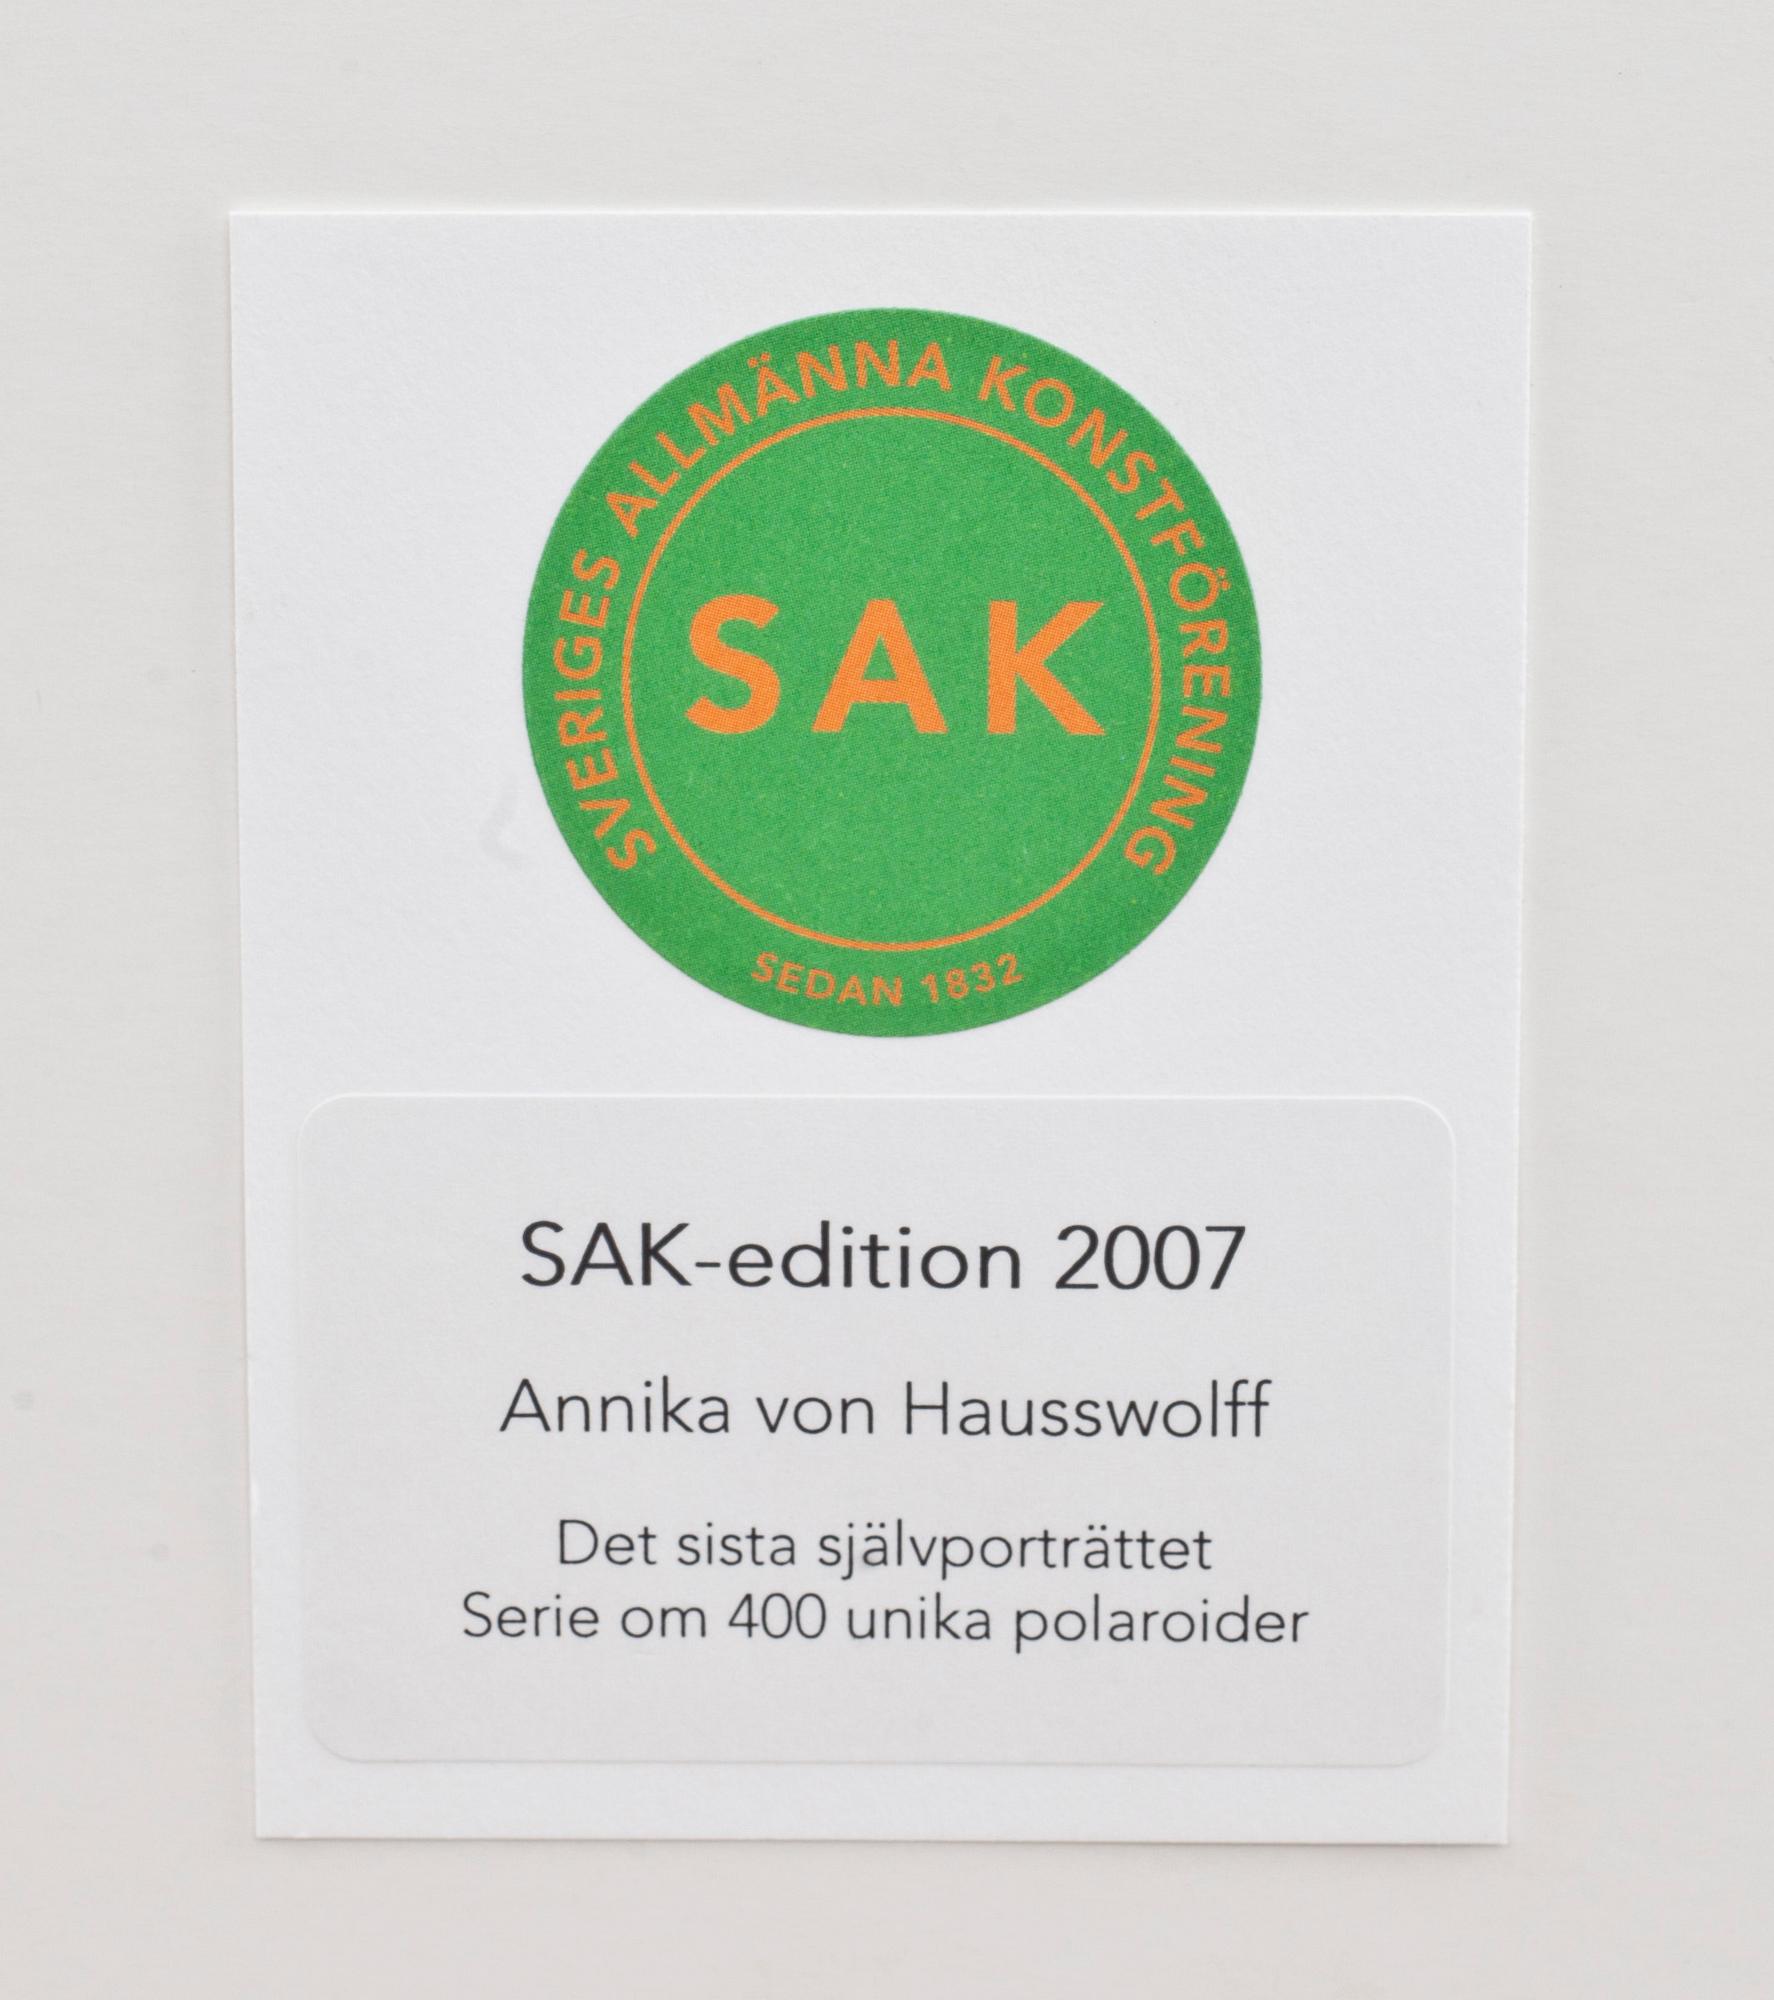 SVERIGES ALLMÄNNA KONSTFÖRENING
SAK
SEDAN 1832
SAK-edition 2007
Annika von Hausswolff
Det sista självporträttet
Serie om 400 unika polaroider